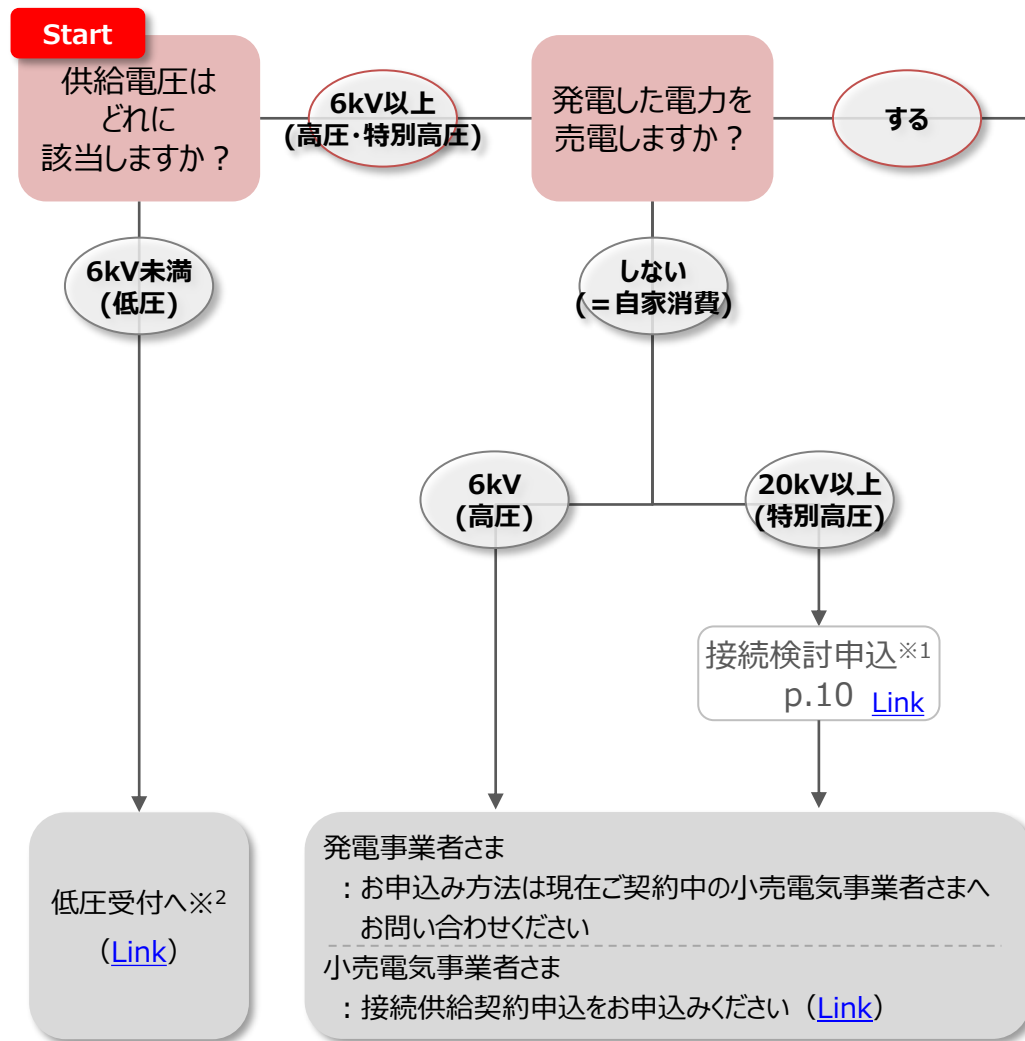 Start
供給電圧は
どれに
該当しますか？
6kV以上
(高圧・特別高圧)
発電した電力を
売電しますか？
する
6kV未満
(低圧)
しない
(＝自家消費)
6kV
(高圧)
20kV以上
(特別高圧)
接続検討申込※1
p.10 Link
低圧受付へ※2
（Link）
発電事業者さま
：お申込み方法は現在ご契約中の小売電気事業者さまへ
お問い合わせください
小売電気事業者さま
：接続供給契約申込をお申込みください（Link）